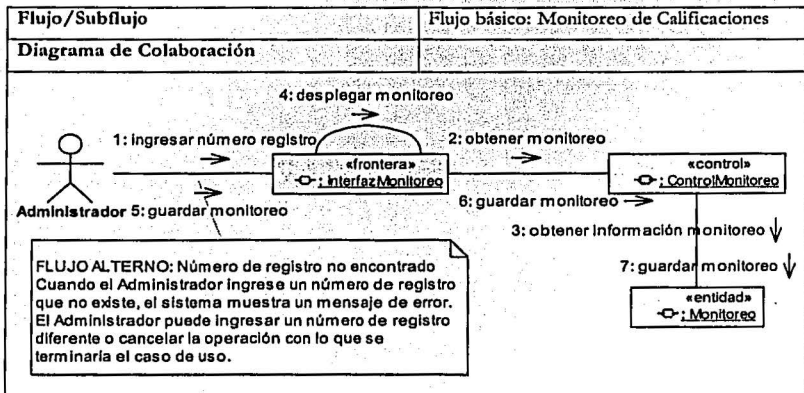 Flujo/Subflujo
Flujo básico: Monitoreo de Calificaciones
Diagrama de Colaboración
4: desplegar monitoreo
1: ingresar número registro
2: obtener monitoreo
«frontera»
: InterfazMonitoreo
«control»
: ControlMonitoreo
Administrador
5: guardar monitoreo
6: guardar monitoreo
3: obtener información monitoreo
FLUJO ALTERNO: Número de registro no encontrado
Cuando el Administrador ingrese un número de registro
que no existe, el sistema muestra un mensaje de error.
El Administrador puede ingresar un número de registro
diferente o cancelar la operación con lo que se
terminaría el caso de uso.
7: guardar monitoreo
«entidad»
: Monitoreo